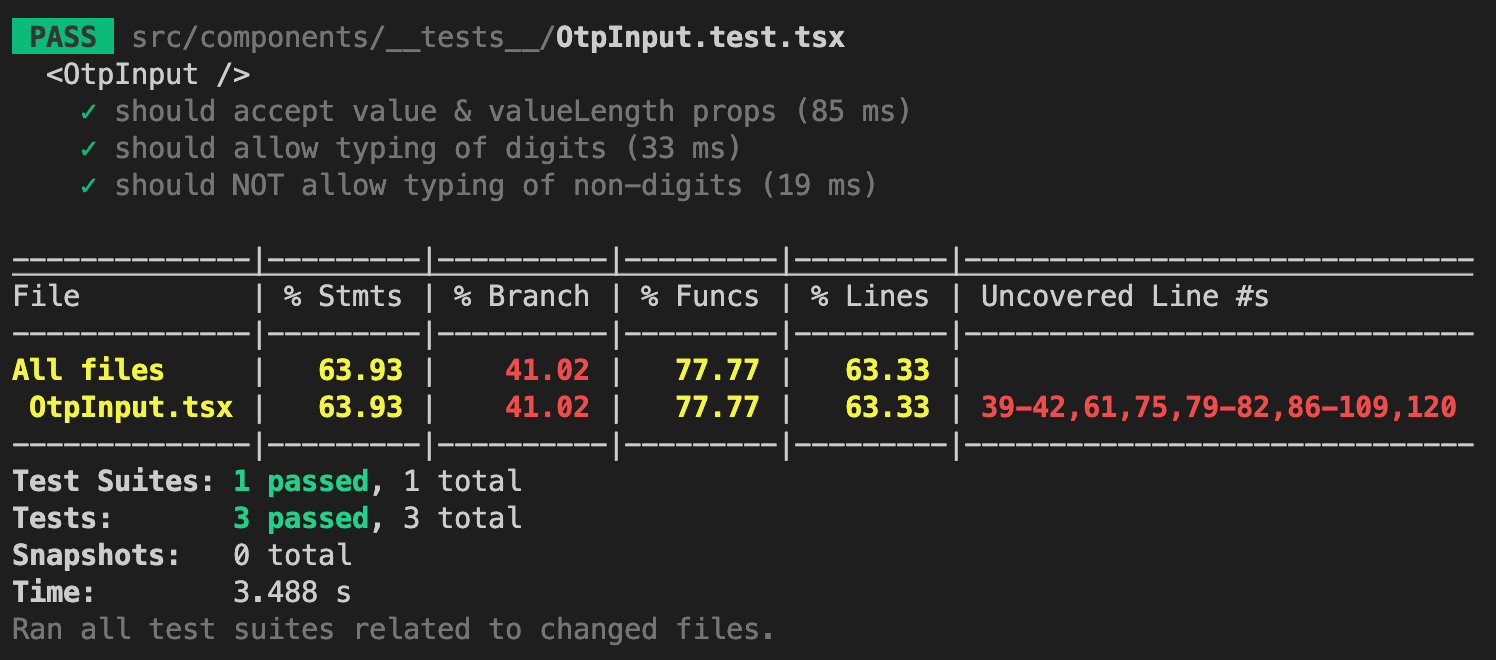 PASS src/components/__tests__/OtpInput.test.tsx
<OtpInput />
✓ should accept value & valueLength props (85 ms)
✓ should allow typing of digits (33 ms)
✓ should NOT allow typing of non-digits (19 ms)
--------------|---------|----------|---------|---------|------------------------------
File | % Stmts | % Branch | % Funcs | % Lines | Uncovered Line #s
--------------|---------|----------|---------|---------|------------------------------
All files | 63.93 | 41.02 | 77.77 | 63.33 |
OtpInput.tsx | 63.93 | 41.02 | 77.77 | 63.33 | 39-42,61,75,79-82,86-109,120
--------------|---------|----------|---------|---------|------------------------------
Test Suites: 1 passed, 1 total
Tests: 3 passed, 3 total
Snapshots: 0 total
Time: 3.488 s
Ran all test suites related to changed files.